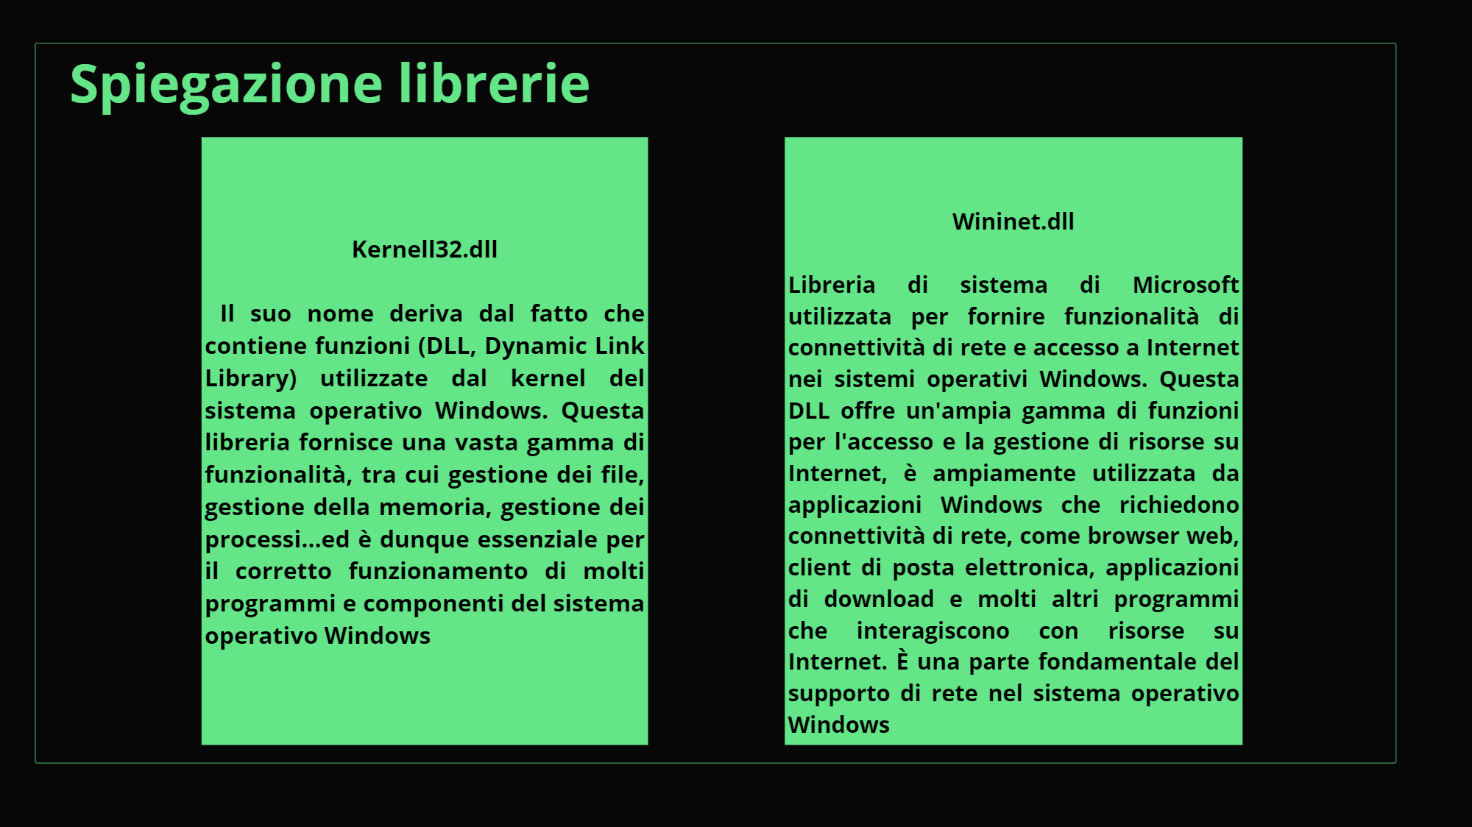 Spiegazione librerie
Kernell32.dll
Il suo nome deriva dal fatto che
contiene funzioni (DLL, Dynamic Link
Library) utilizzate dal kernel del
sistema operativo Windows. Questa
libreria fornisce una vasta gamma di
funzionalità, tra cui gestione dei file,
gestione della memoria, gestione dei
processi...ed è dunque essenziale per
il corretto funzionamento di molti
programmi e componenti del sistema
operativo Windows
Wininet.dll
Libreria di sistema di Microsoft
utilizzata per fornire funzionalità di
connettività di rete e accesso a Internet
nei sistemi operativi Windows. Questa
DLL offre un'ampia gamma di funzioni
per l'accesso e la gestione di risorse su
Internet, è ampiamente utilizzata da
applicazioni Windows che richiedono
connettività di rete, come browser web,
client di posta elettronica, applicazioni
di download e molti altri programmi
che interagiscono con risorse su
Internet. È una parte fondamentale del
supporto di rete nel sistema operativo
Windows